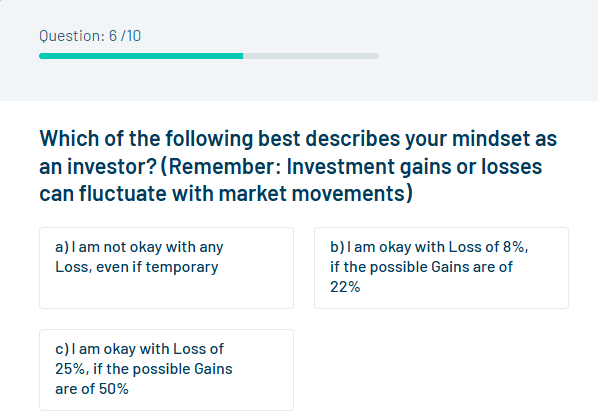 Question: 6 /10
Which of the following best describes your mindset as
an investor? (Remember: Investment gains or losses
can fluctuate with market movements)
a) I am not okay with any
Loss, even if temporary
b) I am okay with Loss of 8%,
if the possible Gains are of
22%
c) I am okay with Loss of
25%, if the possible Gains
are of 50%